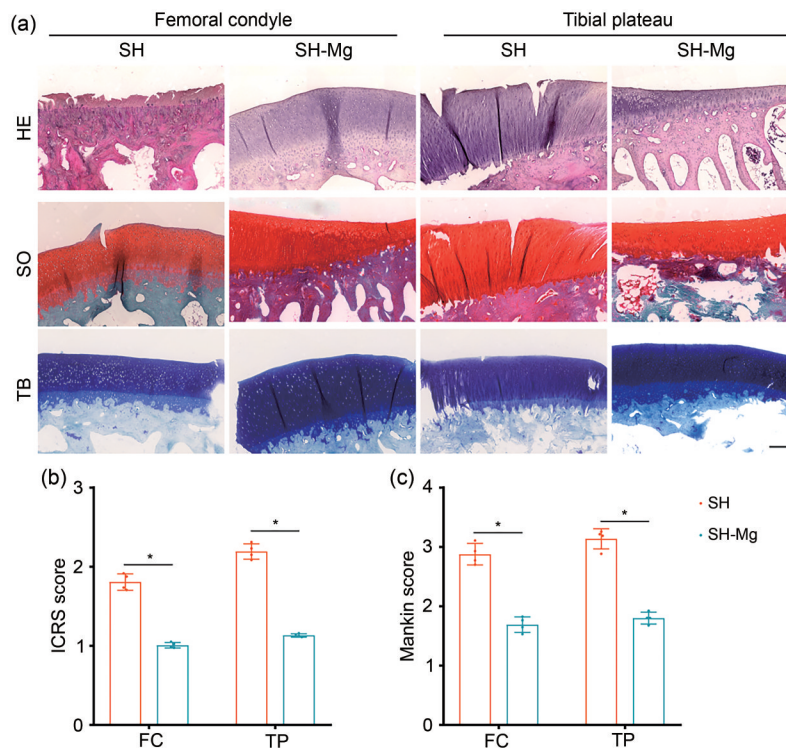 (a)
Femoral condyle
Tibial plateau
SH
SH-Mg
SH
SH-Mg
HE
SO
TB
(b)
ICRS score
3
2
1
0
*
*
FC
TP
(c)
Mankin score
4
3
2
1
0
*
*
FC
TP
SH
SH-Mg